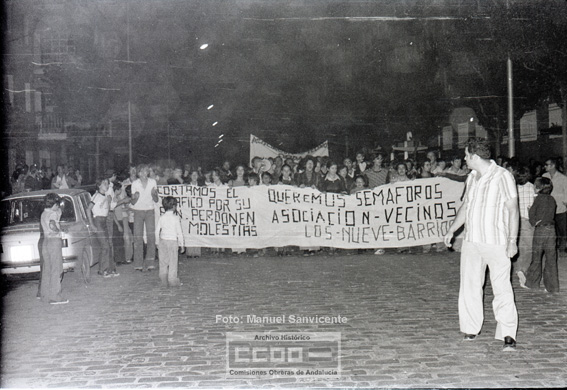 CORTAMOS EL
TRAFICO POR SU
PERDONEN
MOLESTIAS
QUEREMOS SEMAFOROS
ASOCIACION-VECINOS
LOS-NUEVE-BARRIOS
Foto: Manuel Sanvicente
Archivo Histórico
CCOO
Comisiones Obreras de Andalucía